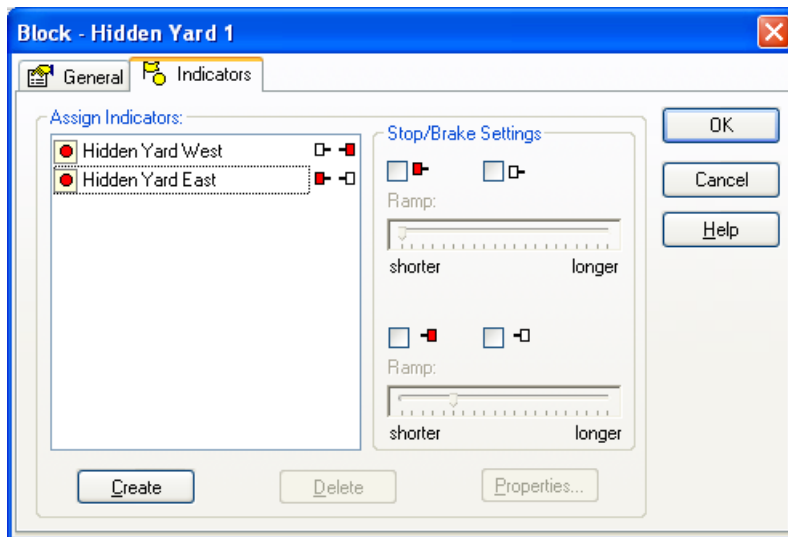 Block - Hidden Yard 1
General
Indicators
Assign Indicators:
Hidden Yard West
Hidden Yard East
Stop/Brake Settings
Ramp:
shorter longer
Ramp:
shorter longer
Create
Delete
Properties...
OK
Cancel
Help